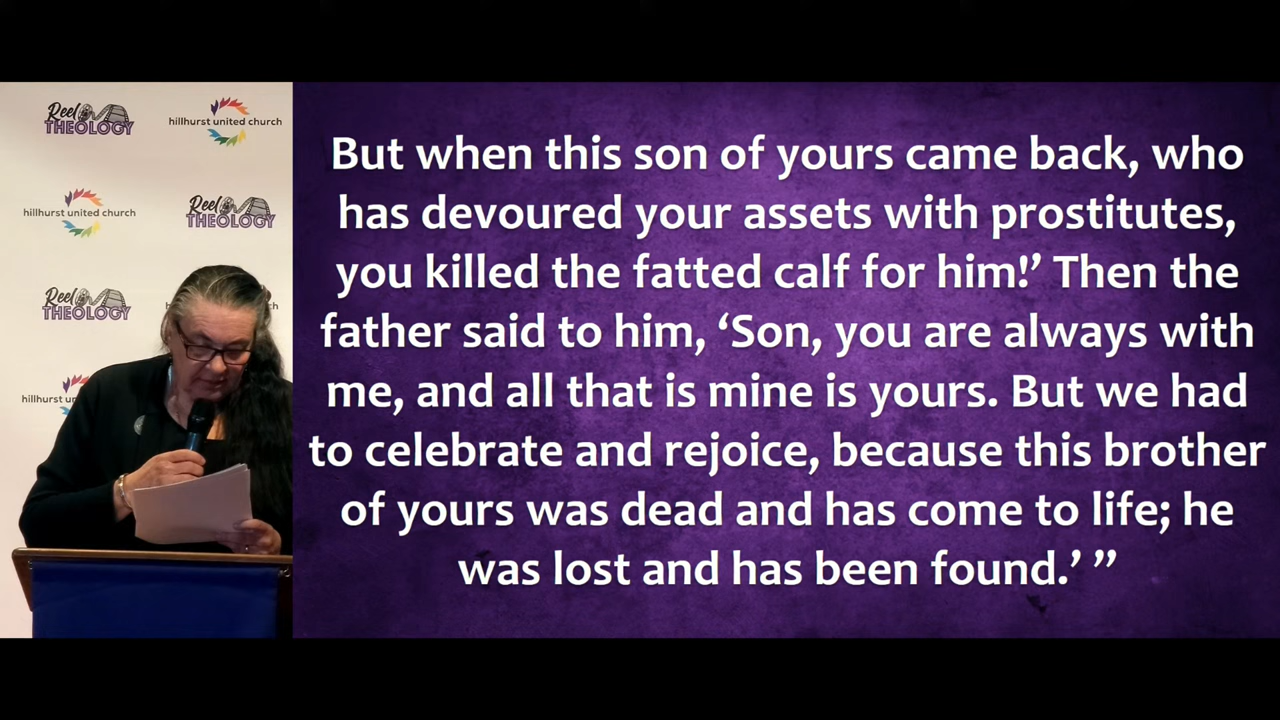 Reel
THEOLOGY
hillhurst united church
hillhurst united church
Reel
THEOLOGY
Reel
THEOLOGY
But when this son of yours came back, who
has devoured your assets with prostitutes,
you killed the fatted calf for him!’ Then the
father said to him, ‘Son, you are always with
me, and all that is mine is yours. But we had
to celebrate and rejoice, because this brother
of yours was dead and has come to life; he
was lost and has been found.’ ”